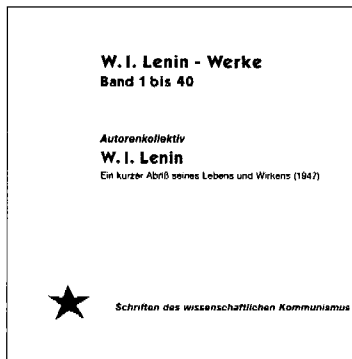 W. I. Lenin - Werke
Band 1 bis 40
Autorenkollektiv
W. I. Lenin
Ein kurzer Abriß seines Lebens und Wirkens (1947)
Schriften des wissenschaftlichen Kommunismus